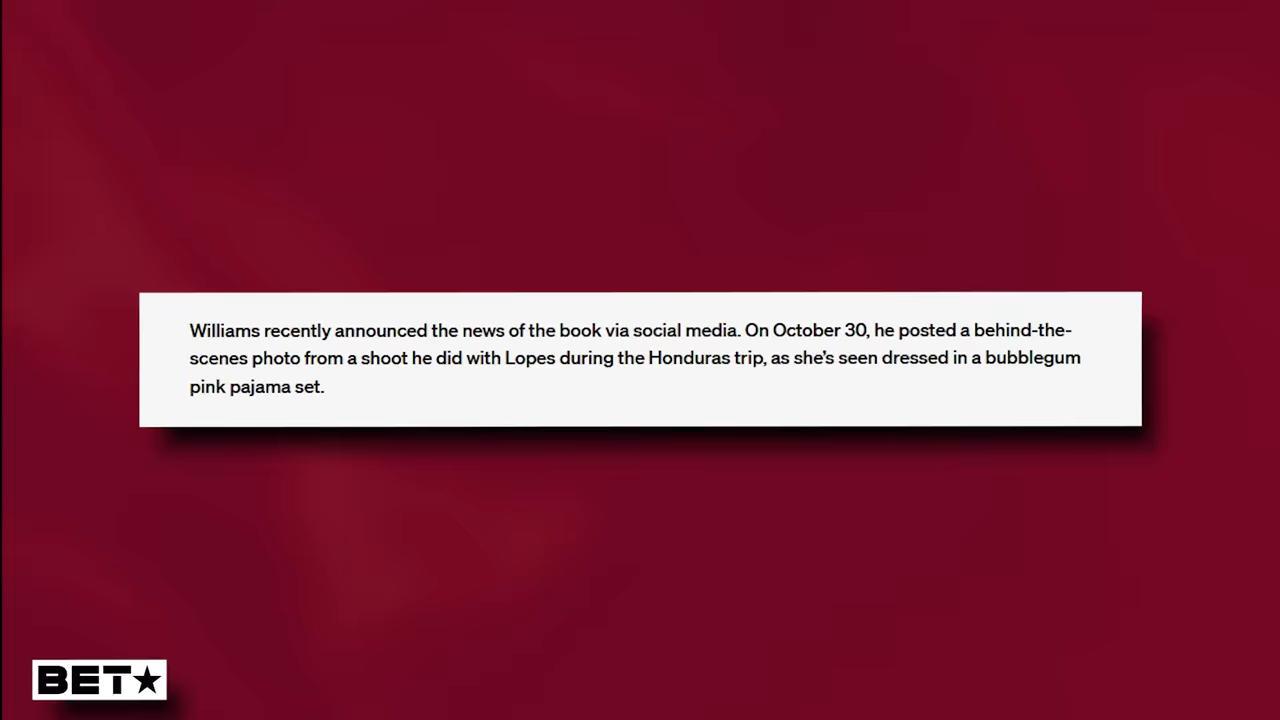 Williams recently announced the news of the book via social media. On October 30, he posted a behind-the-
scenes photo from a shoot he did with Lopes during the Honduras trip, as she’s seen dressed in a bubblegum
pink pajama set.
BET★